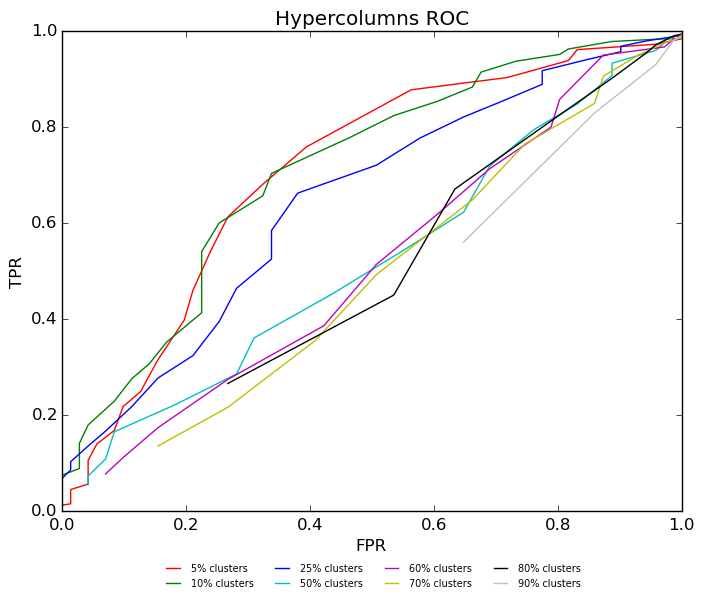 Hypercolumns ROC
1.0
0.8
0.6
0.4
0.2
0.0
TPR
0.0 0.2 0.4 0.6 0.8 1.0
FPR
5% clusters 25% clusters 60% clusters 80% clusters
10% clusters 50% clusters 70% clusters 90% clusters